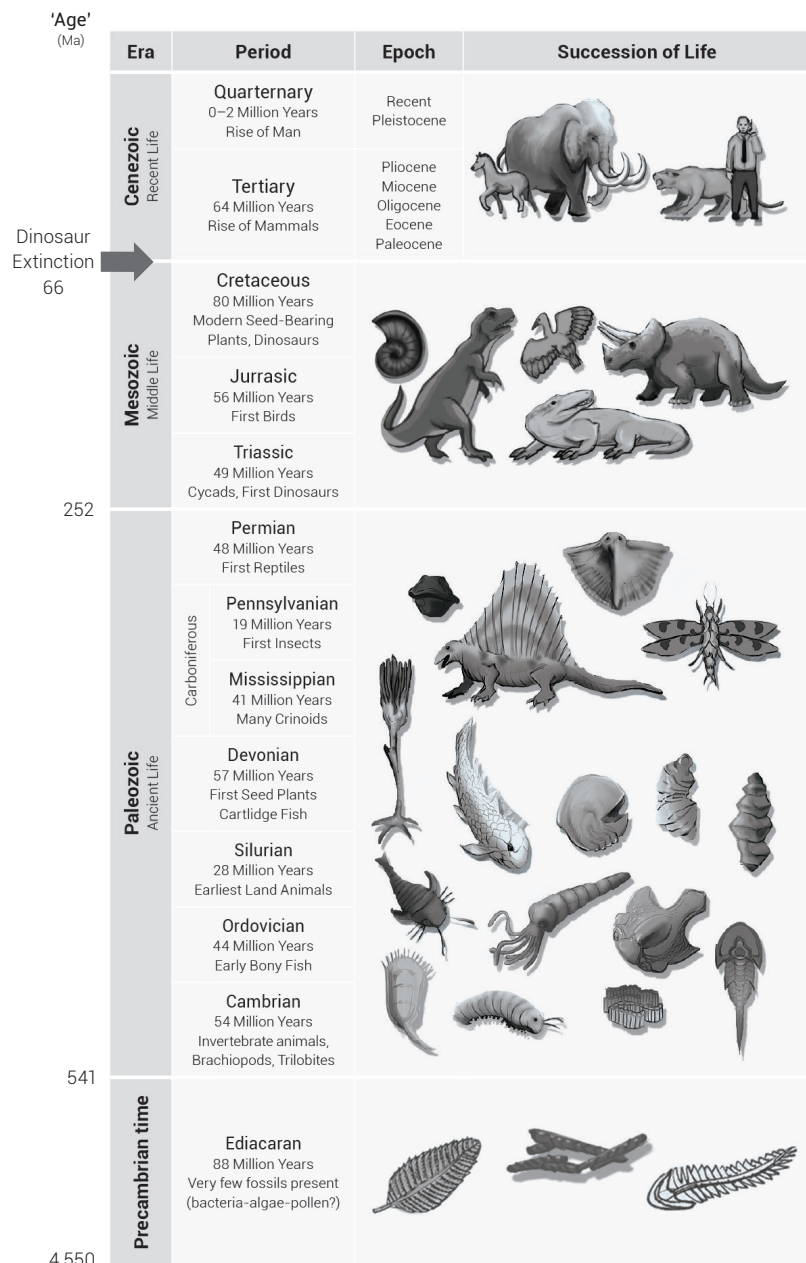 ‘Age’
(Ma)
Era
Period
Epoch
Succession of Life
Cenezoic
Recent Life
Quarternary
0–2 Million Years
Rise of Man
Recent
Pleistocene
Tertiary
64 Million Years
Rise of Mammals
Pliocene
Miocene
Oligocene
Eocene
Paleocene
Dinosaur
Extinction
66
Mesozoic
Middle Life
Cretaceous
80 Million Years
Modern Seed-Bearing
Plants, Dinosaurs
Jurrasic
56 Million Years
First Birds
Triassic
49 Million Years
Cycads, First Dinosaurs
252
Paleozoic
Ancient Life
Permian
48 Million Years
First Reptiles
Carboniferous
Pennsylvanian
19 Million Years
First Insects
Mississippian
41 Million Years
Many Crinoids
Devonian
57 Million Years
First Seed Plants
Cartlidge Fish
Silurian
28 Million Years
Earliest Land Animals
Ordovician
44 Million Years
Early Bony Fish
Cambrian
54 Million Years
Invertebrate animals,
Brachiopods, Trilobites
541
Precambrian time
Ediacaran
88 Million Years
Very few fossils present
(bacteria-algae-pollen?)
4,550